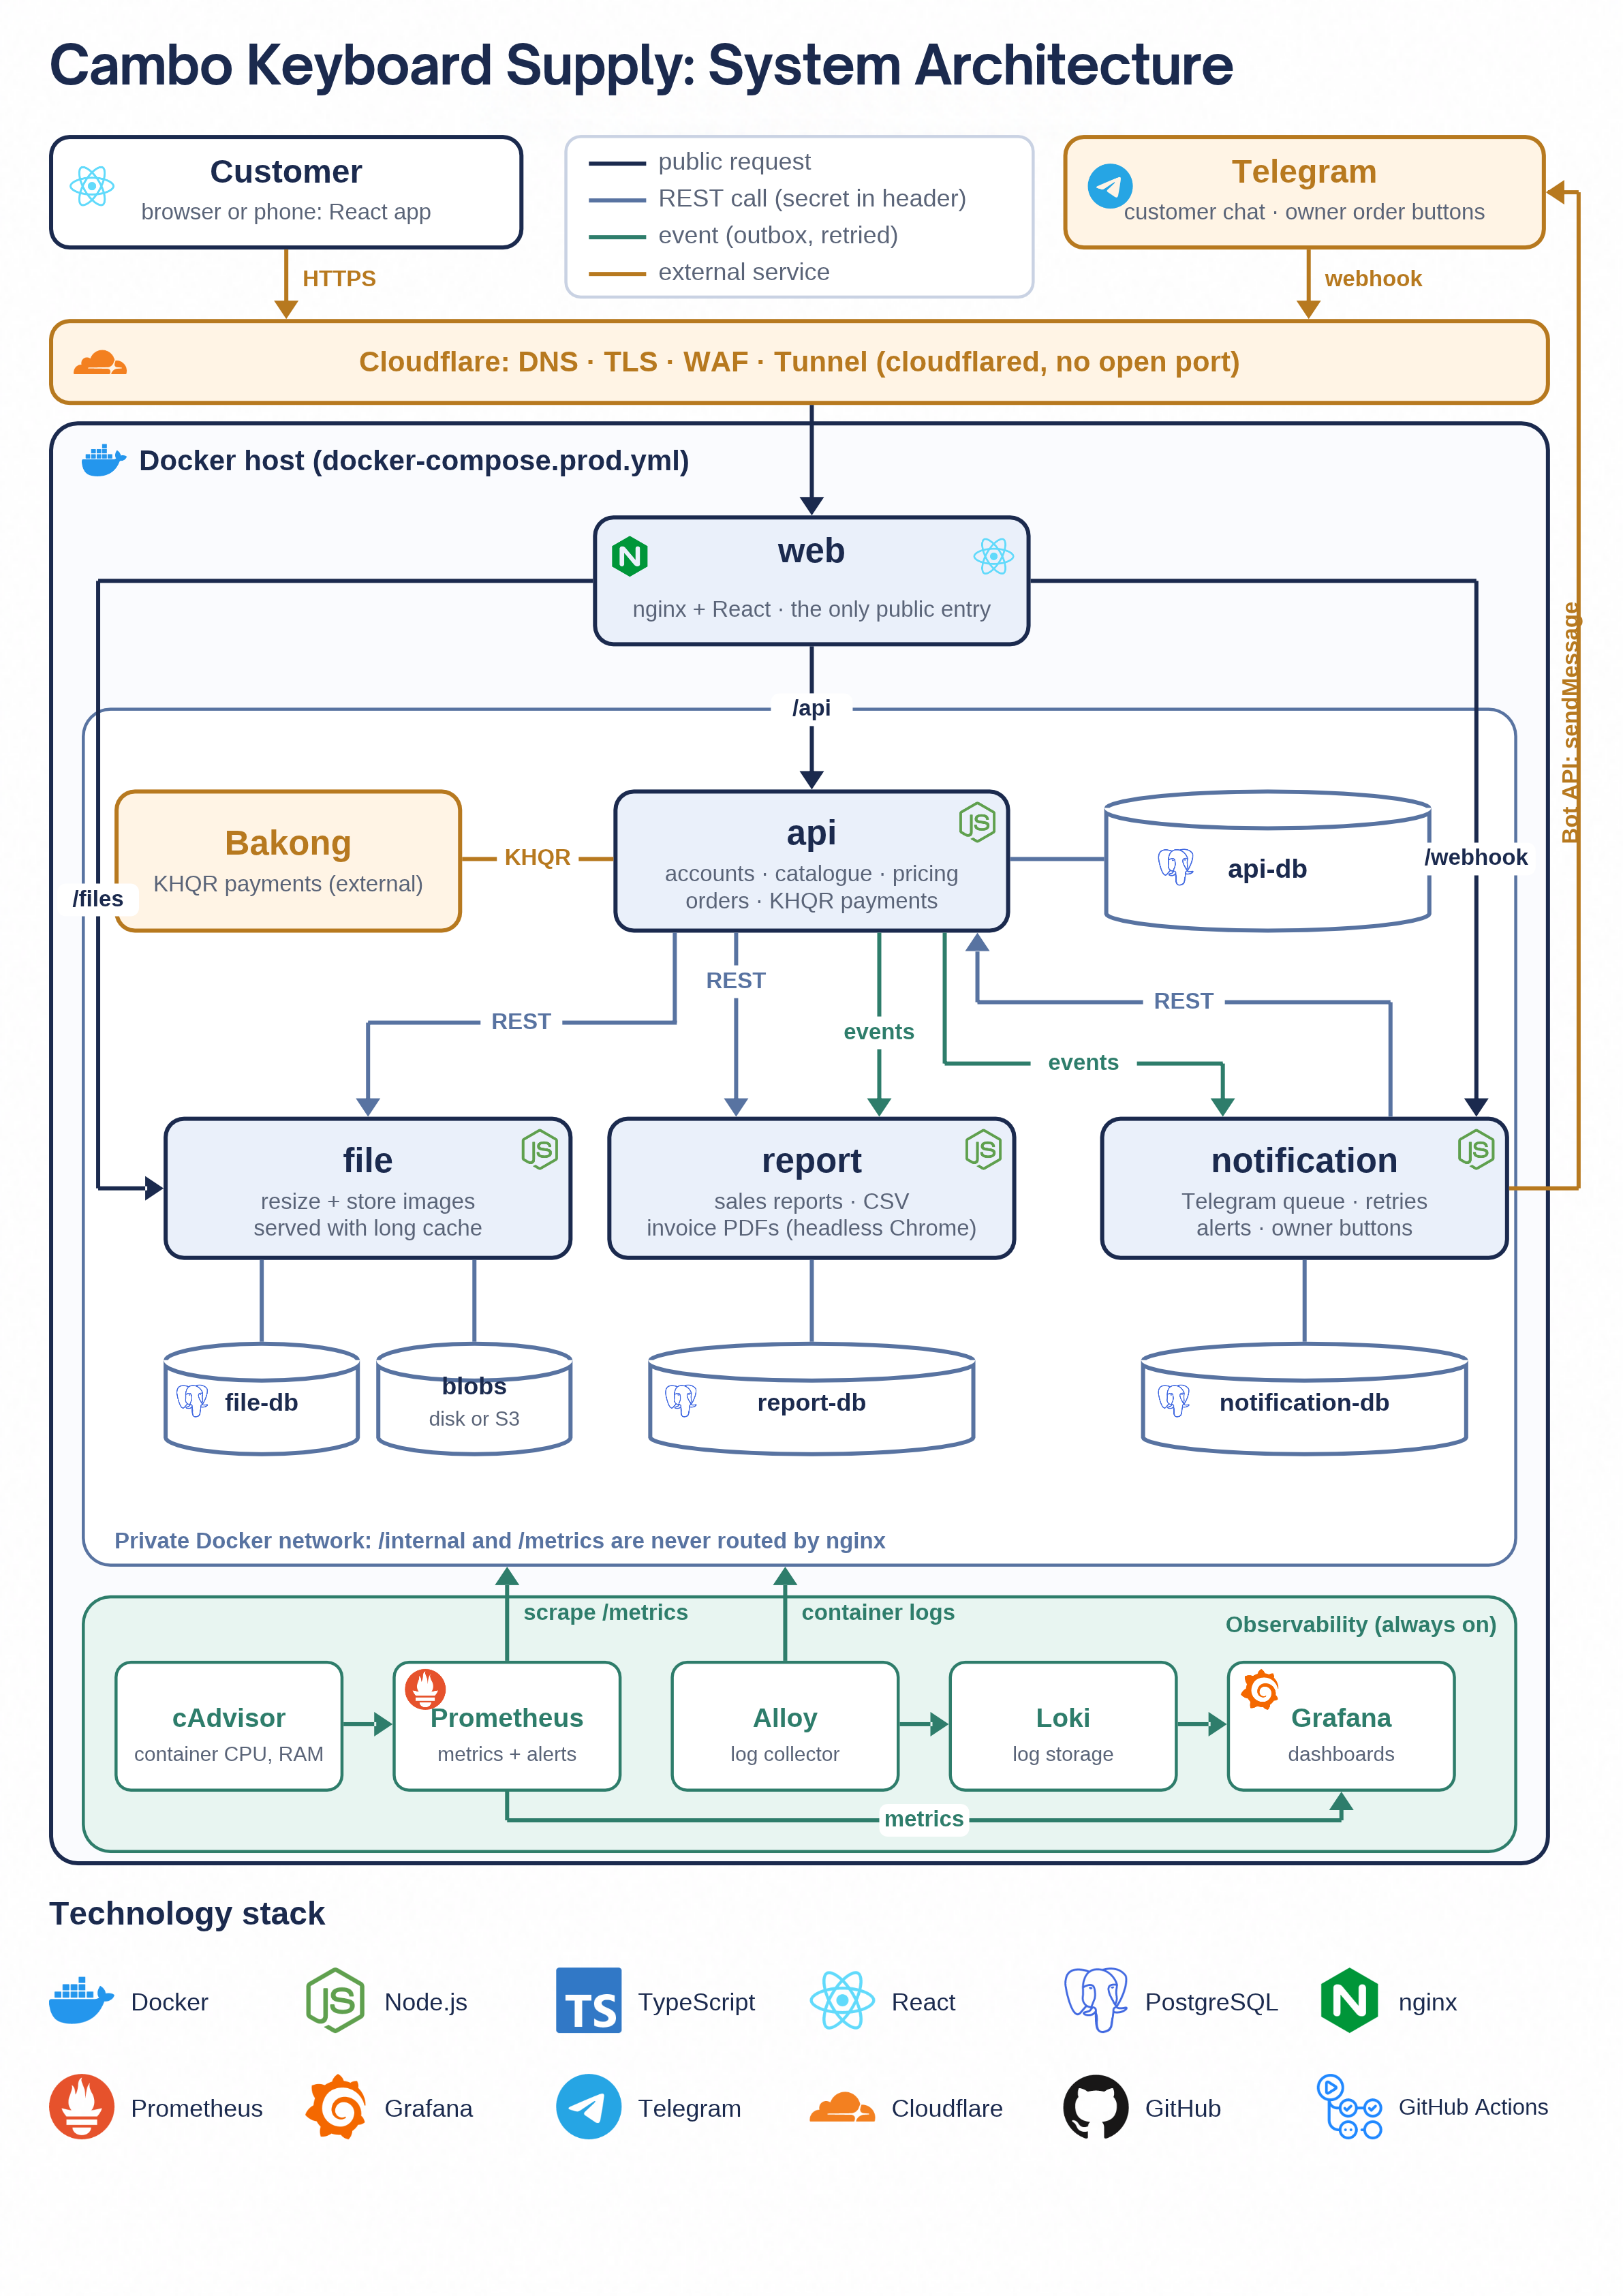 Cambo Keyboard Supply: System Architecture
Customer
browser or phone: React app
public request
REST call (secret in header)
event (outbox, retried)
external service
Telegram
customer chat · owner order buttons
HTTPS
webhook
Cloudflare: DNS · TLS · WAF · Tunnel (cloudflared, no open port)
Docker host (docker-compose.prod.yml)
web
nginx + React · the only public entry
Bot API: sendMessage
/api
Bakong
KHQR payments (external)
KHQR
api
accounts · catalogue · pricing
orders · KHQR payments
api-db
/webhook
/files
REST
REST
events
REST
events
file
resize + store images
served with long cache
report
sales reports · CSV
invoice PDFs (headless Chrome)
notification
Telegram queue · retries
alerts · owner buttons
file-db
blobs
disk or S3
report-db
notification-db
Private Docker network: /internal and /metrics are never routed by nginx
scrape /metrics
container logs
Observability (always on)
cAdvisor
container CPU, RAM
Prometheus
metrics + alerts
Alloy
log collector
Loki
log storage
Grafana
dashboards
metrics
Technology stack
Docker
JS
Node.js
TS
TypeScript
React
PostgreSQL
N
nginx
Prometheus
Grafana
Telegram
Cloudflare
GitHub
GitHub Actions